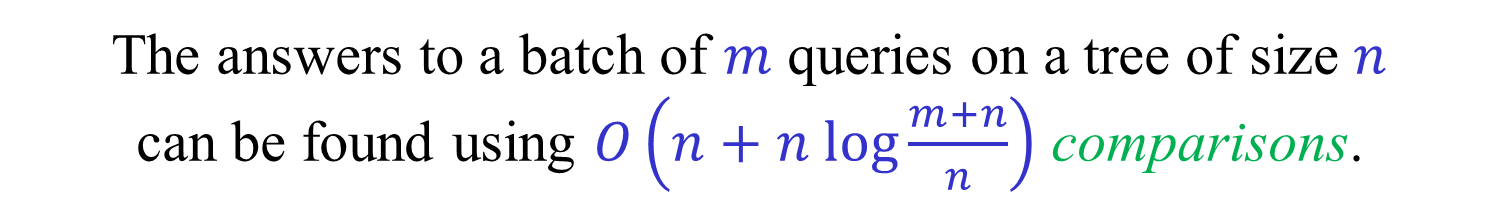 The answers to a batch of m queries on a tree of size n
can be found using O(n + n log (m+n)/n) comparisons.